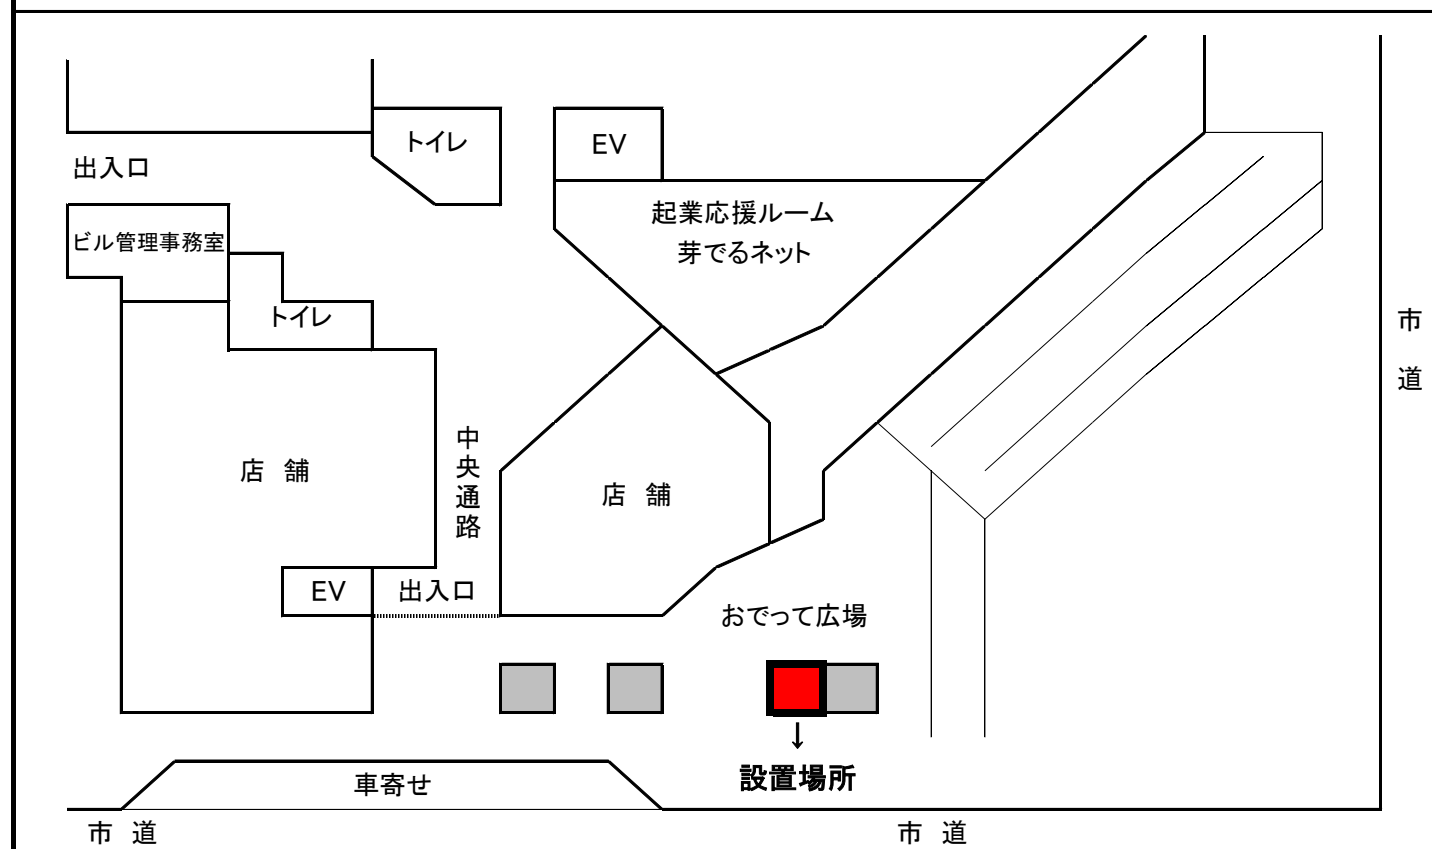 トイレ
EV
出入口
起業応援ルーム
芽でるネット
ビル管理事務室
トイレ
市道
中央通路
店 舗
店 舗
EV
出入口
おでって広場
↓
設置場所
車寄せ
市 道
市 道